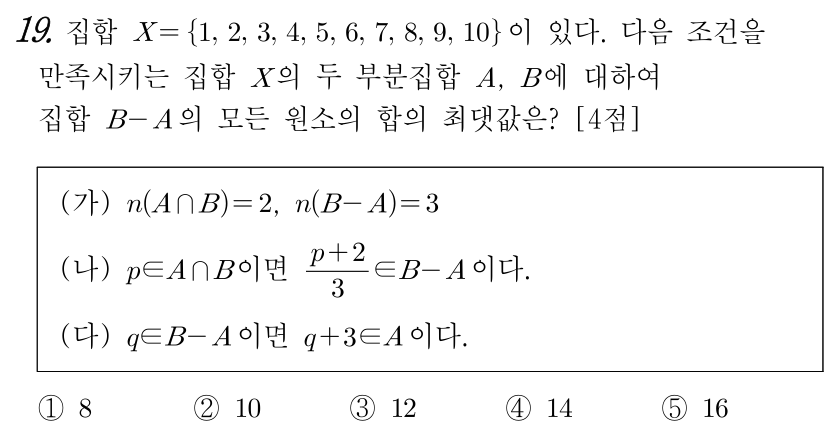 19. 집합 X={1, 2, 3, 4, 5, 6, 7, 8, 9, 10}이 있다. 다음 조건을
만족시키는 집합 X의 두 부분집합 A, B에 대하여
집합 B−A의 모든 원소의 합의 최댓값은? [4점]
(가) n(A∩B)=2, n(B−A)=3
(나) p∈A∩B이면 (p+2)/3∈B−A이다.
(다) q∈B−A이면 q+3∈A이다.
① 8 ② 10 ③ 12 ④ 14 ⑤ 16